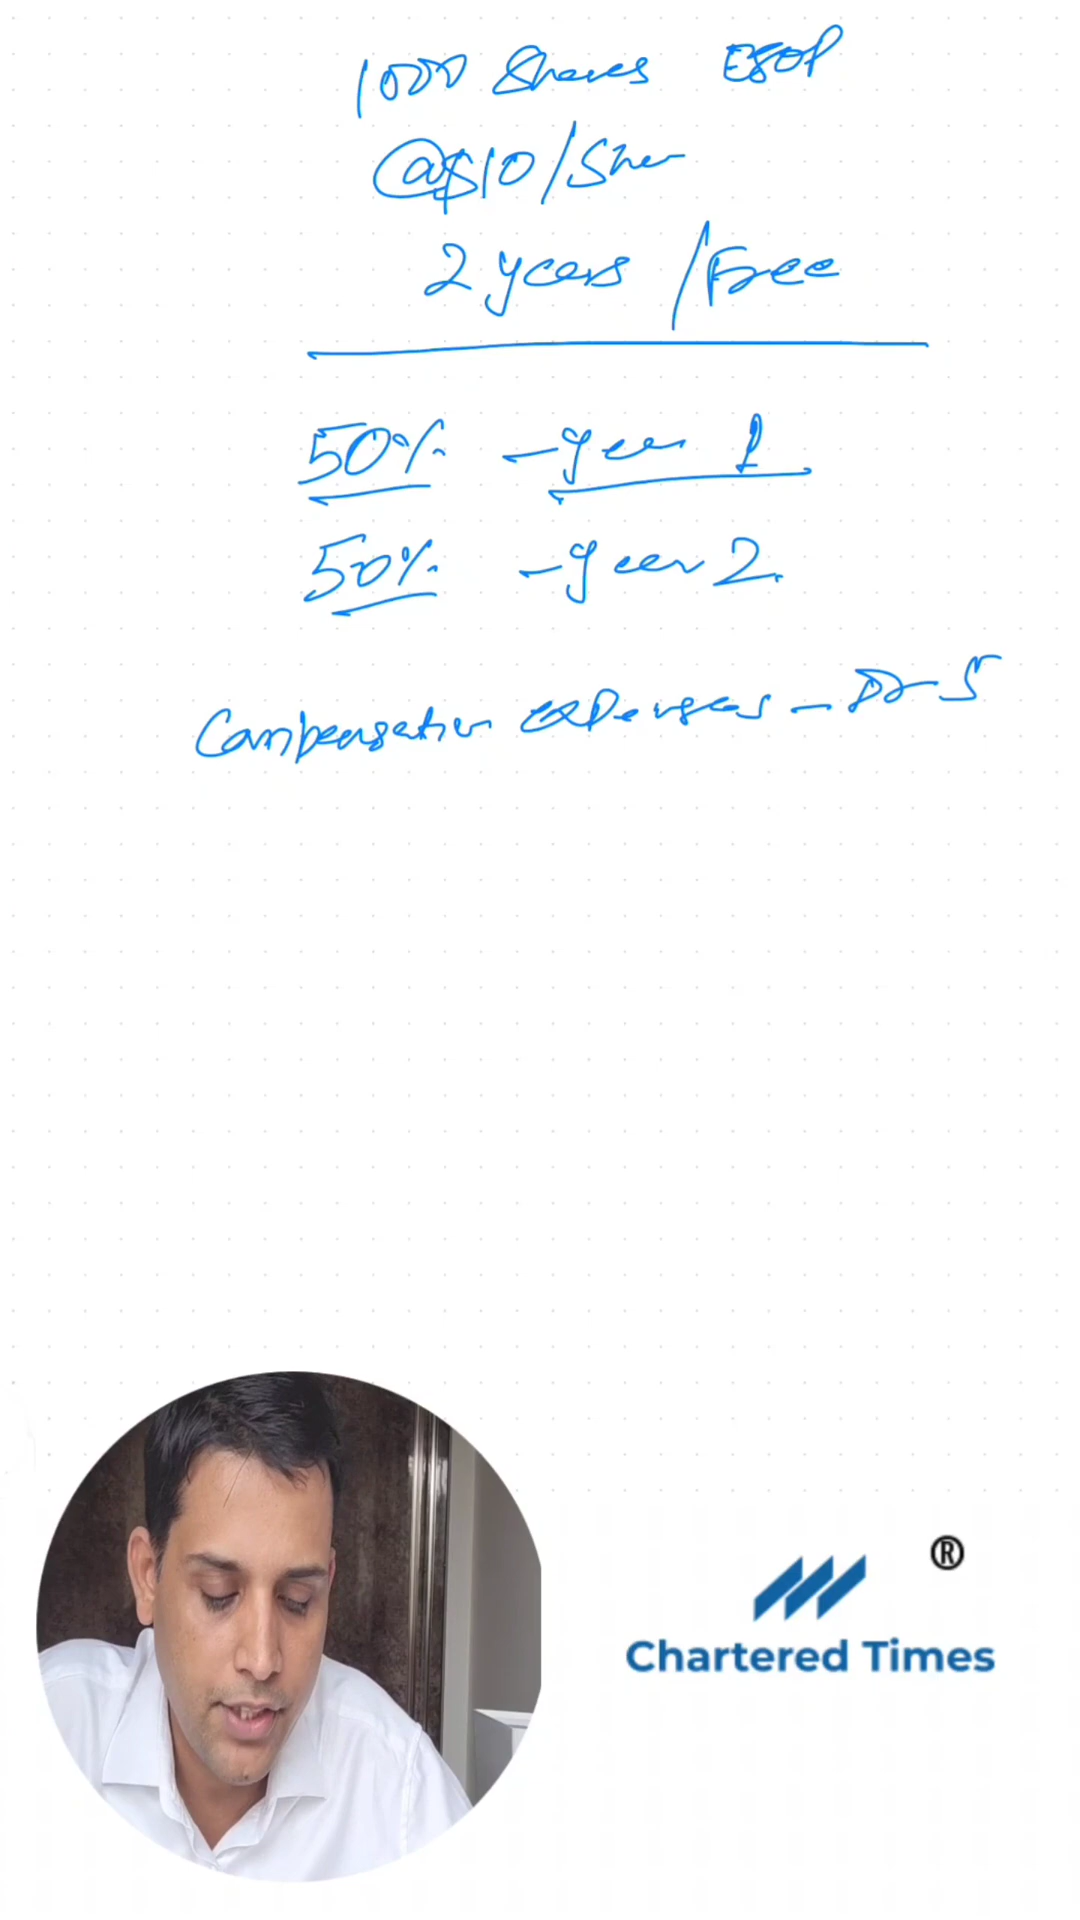 1000 Shares ESOP
@$10/Share
2 years /Free
50% - year 1
50% - year 2.
Compensation expenses - Dr 5
®
Chartered Times